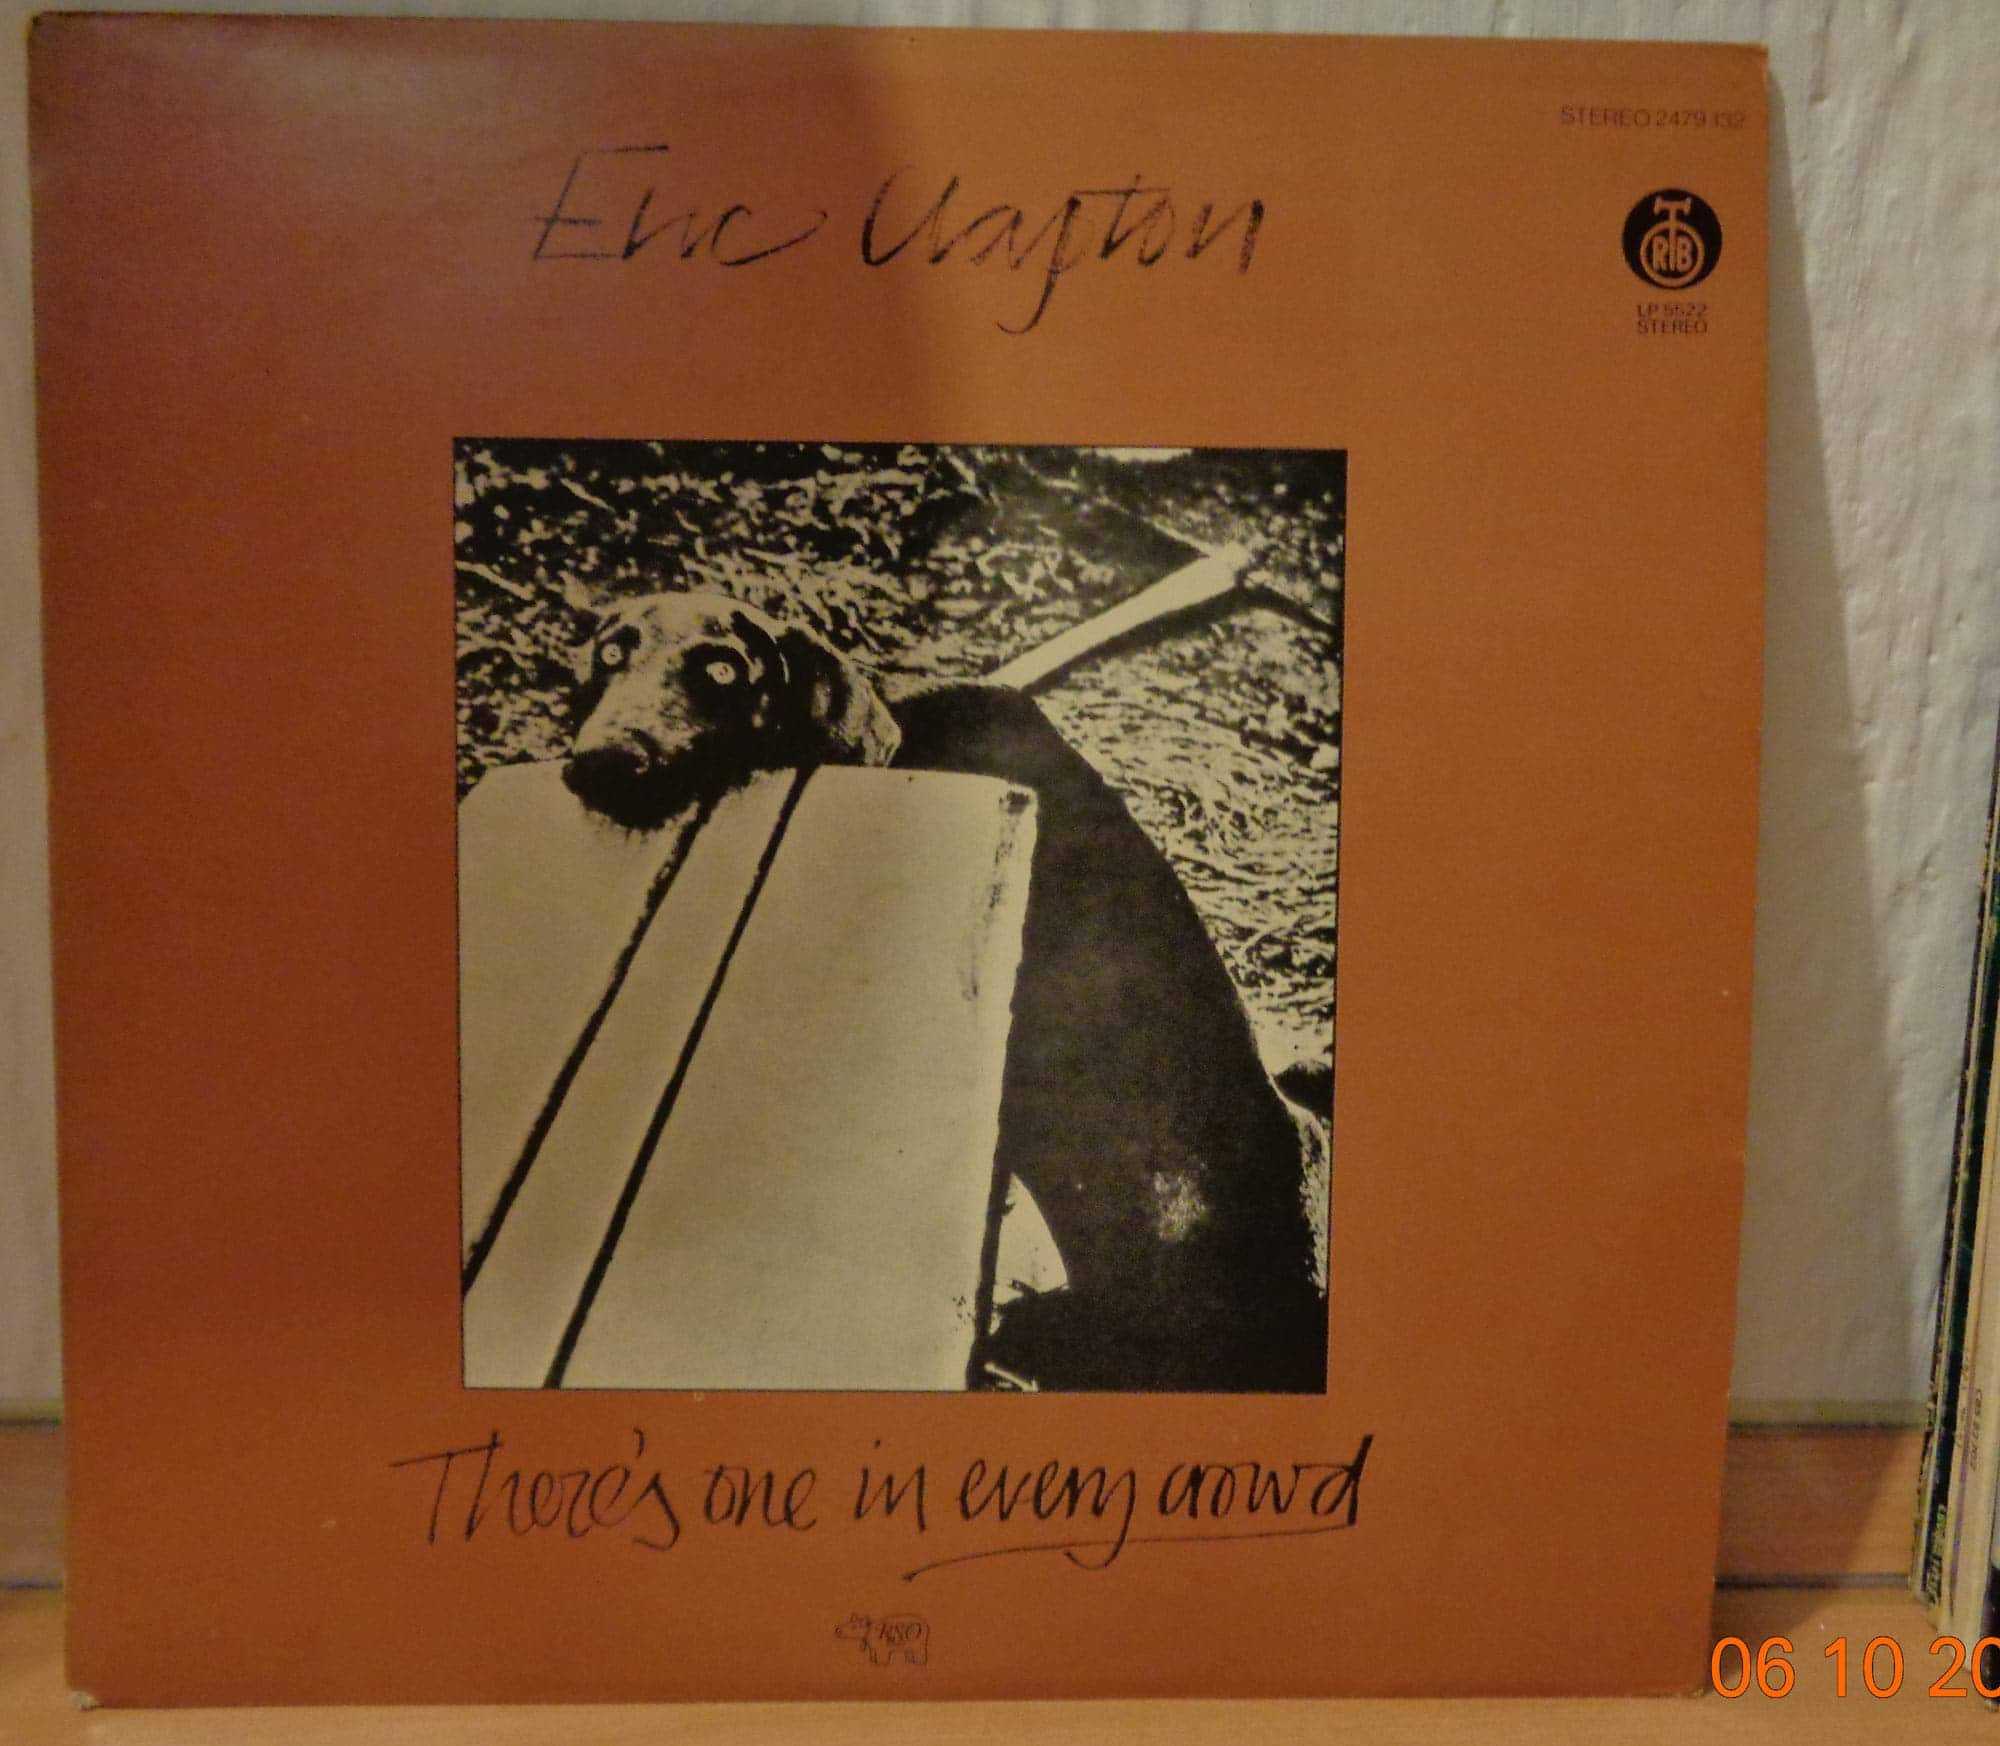 STEREO 2479 132
Eric Clapton
RTB
LP 5522
STEREO
There's one in every crowd
RSO
06 10 20